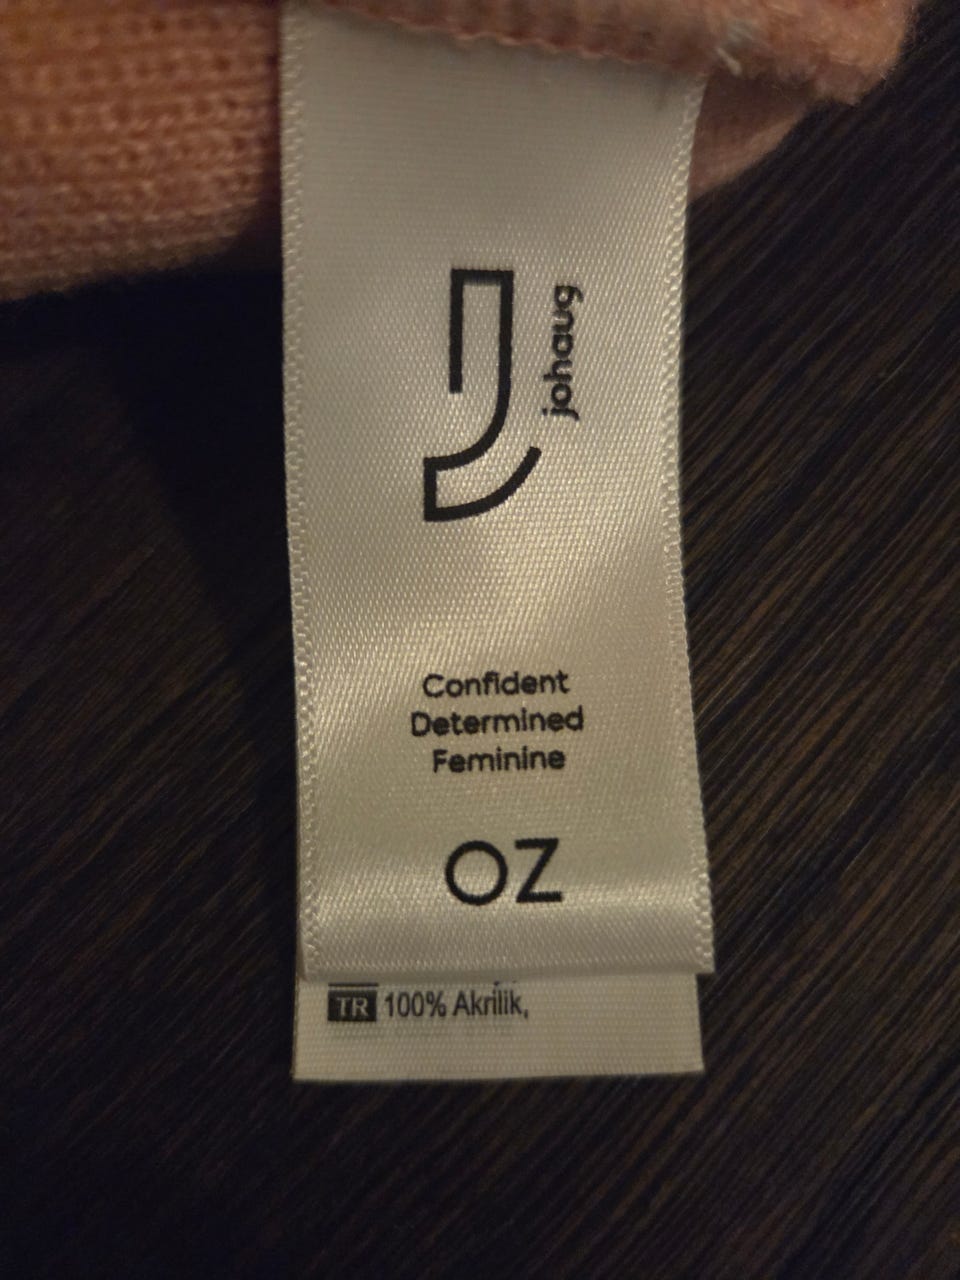 johaug
Confident
Determined
Feminine
OZ
TR 100% Akrilik,